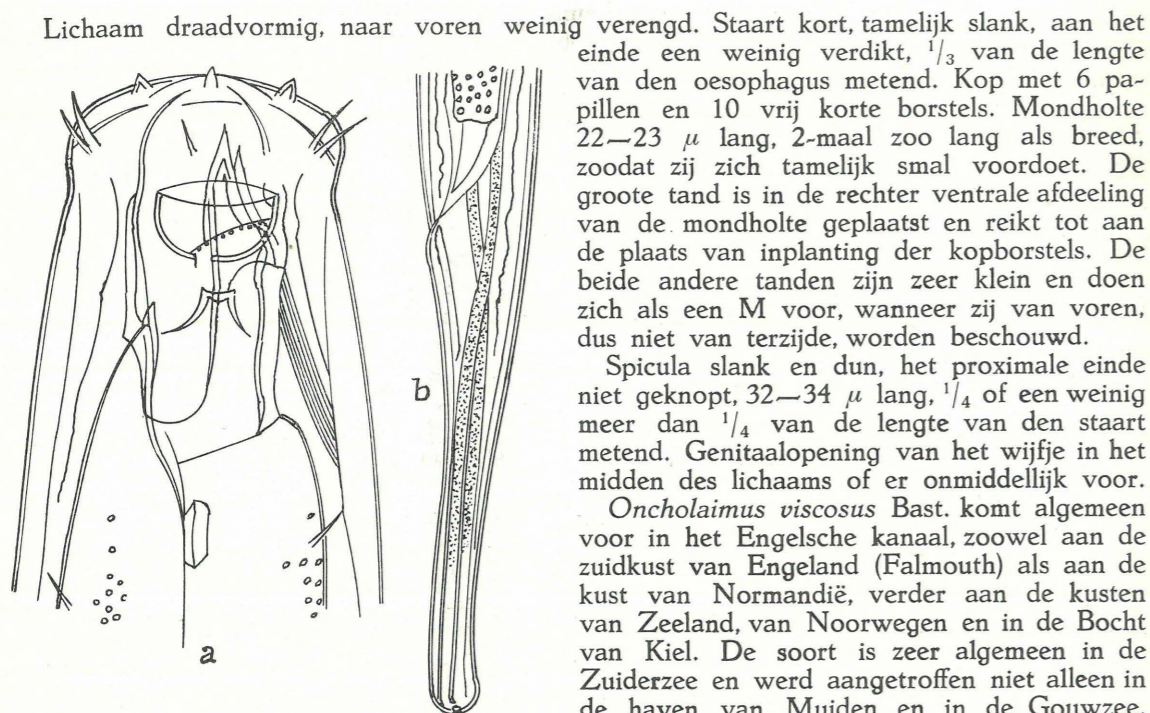 Lichaam draadvormig, naar voren weinig verengd. Staart kort, tamelijk slank, aan het
einde een weinig verdikt, 1/3 van de lengte
van den oesophagus metend. Kop met 6 pa-
pillen en 10 vrij korte borstels. Mondholte
22—23 μ lang, 2-maal zoo lang als breed,
zoodat zij zich tamelijk smal voordoet. De
groote tand is in de rechter ventrale afdeeling
van de mondholte geplaatst en reikt tot aan
de plaats van inplanting der kopborstels. De
beide andere tanden zijn zeer klein en doen
zich als een M voor, wanneer zij van voren,
dus niet van terzijde, worden beschouwd.
Spicula slank en dun, het proximale einde
niet geknopt, 32—34 μ lang, 1/4 of een weinig
meer dan 1/4 van de lengte van den staart
metend. Genitaalopening van het wijfje in het
midden des lichaams of er onmiddellijk voor.
Oncholaimus viscosus Bast. komt algemeen
voor in het Engelsche kanaal, zoowel aan de
zuidkust van Engeland (Falmouth) als aan de
kust van Normandië, verder aan de kusten
van Zeeland, van Noorwegen en in de Bocht
van Kiel. De soort is zeer algemeen in de
Zuiderzee en werd aangetroffen niet alleen in
de haven van Muiden en in de Gouwzee,
a
b